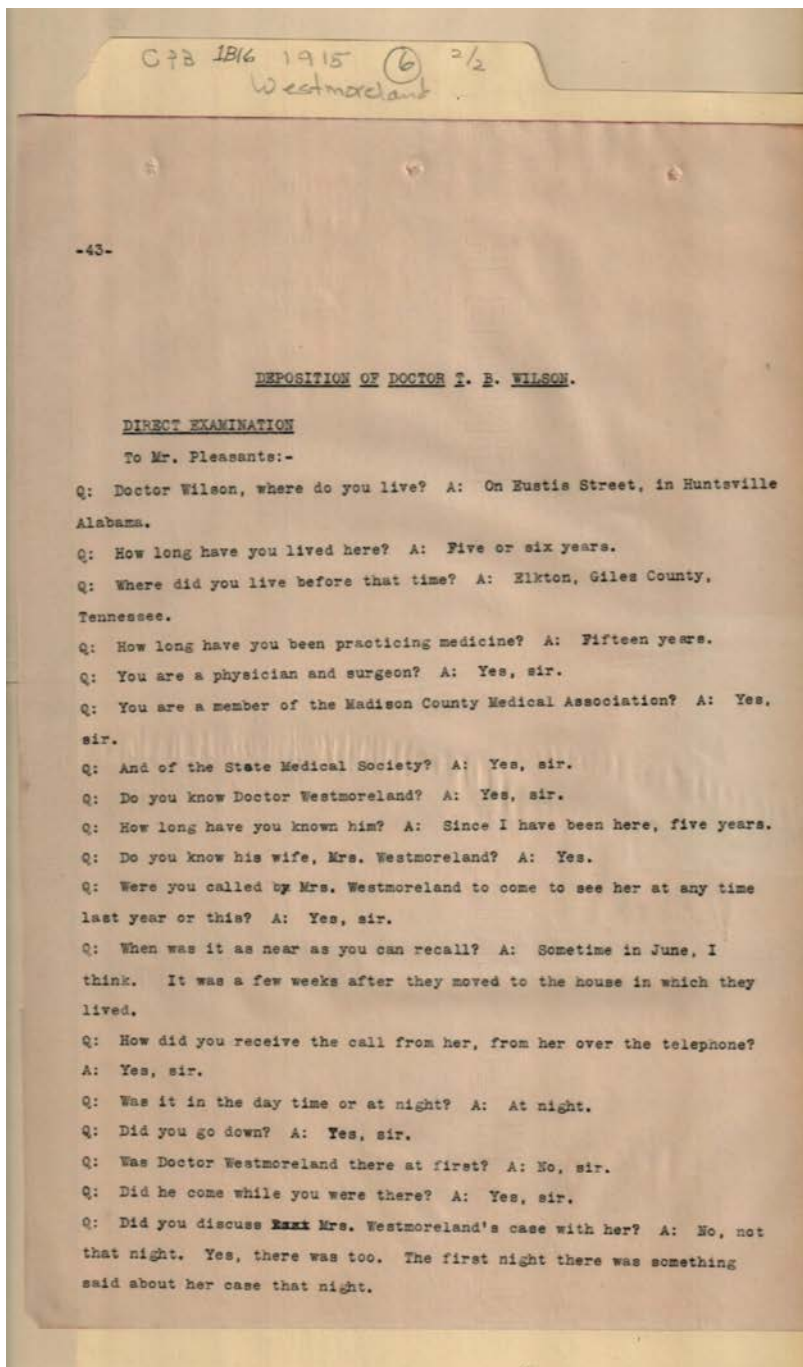 C P B 1B16 1915 6 2/2
Westmoreland
-43-
DEPOSITION OF DOCTOR T. B. WILSON.
DIRECT EXAMINATION
To Mr. Pleasants:-
Q: Doctor Wilson, where do you live? A: On Eustis Street, in Huntsville
Alabama.
Q: How long have you lived here? A: Five or six years.
Q: Where did you live before that time? A: Elkton, Giles County,
Tennessee.
Q: How long have you been practicing medicine? A: Fifteen years.
Q: You are a physician and surgeon? A: Yes, sir.
Q: You are a member of the Madison County Medical Association? A: Yes,
sir.
Q: And of the State Medical Society? A: Yes, sir.
Q: Do you know Doctor Westmoreland? A: Yes, sir.
Q: How long have you known him? A: Since I have been here, five years.
Q: Do you know his wife, Mrs. Westmoreland? A: Yes.
Q: Were you called by Mrs. Westmoreland to come to see her at any time
last year or this? A: Yes, sir.
Q: When was it as near as you can recall? A: Sometime in June, I
think. It was a few weeks after they moved to the house in which they
lived.
Q: How did you receive the call from her, from her over the telephone?
A: Yes, sir.
Q: Was it in the day time or at night? A: At night.
Q: Did you go down? A: Yes, sir.
Q: Was Doctor Westmoreland there at first? A: No, sir.
Q: Did he come while you were there? A: Yes, sir.
Q: Did you discuss Mrs. Westmoreland's case with her? A: No, not
that night. Yes, there was too. The first night there was something
said about her case that night.